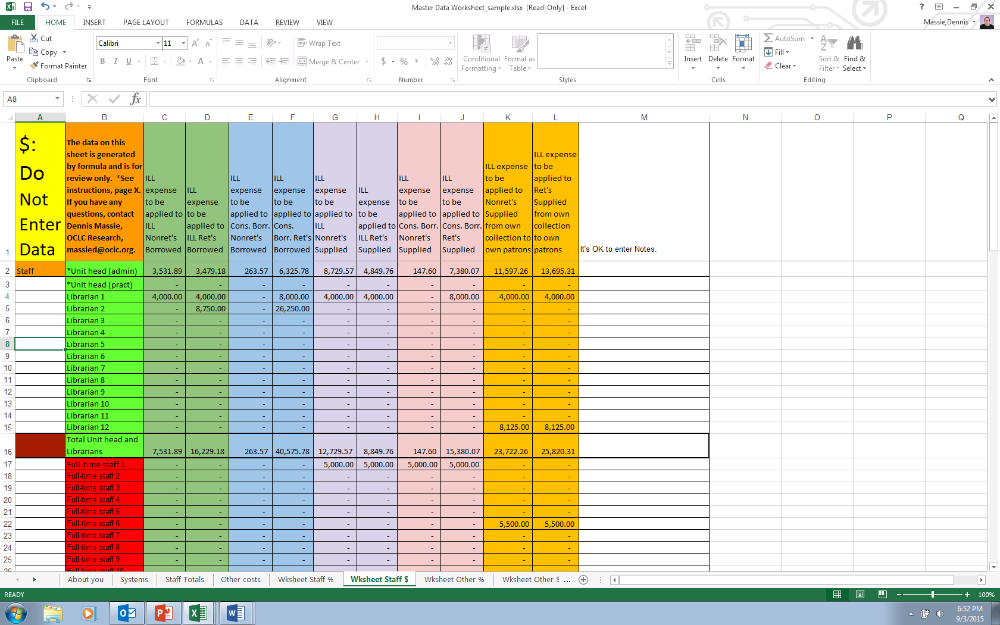 Master Data Worksheet_sample.xlsx [Read-Only] - Excel
FILE HOME INSERT PAGE LAYOUT FORMULAS DATA REVIEW VIEW
Massie,Dennis
Paste
Cut
Copy
Format Painter
Clipboard
Calibri 11
B I U A
Font
Wrap Text
Merge & Center
Alignment
$ % ,
Number
Conditional Formatting
Format as Table
Styles
Insert Delete Format
Cells
AutoSum
Fill
Clear
Sort & Filter
Find & Select
Editing
A8
fx
A B C D E F G H I J K L M N O P Q
1
$:
Do
Not
Enter
Data
The data on this
sheet is generated
by formula and is for
review only. *See
instructions, page X.
If you have any
questions, contact
Dennis Massie,
OCLC Research,
massied@oclc.org.
ILL
expense
to be
applied to
ILL
Nonret's
Borrowed
ILL
expense
to be
applied to
ILL Ret's
Borrowed
ILL
expense
to be
applied to
Cons. Borr.
Nonret's
Borrowed
ILL
expense
to be
applied to
Cons.
Borr. Ret's
Borrowed
ILL
expense
to be
applied to
ILL
Nonret's
Supplied
ILL
expense
to be
applied to
ILL Ret's
Supplied
ILL
expense
to be
applied to
Cons. Borr.
Nonret's
Supplied
ILL
expense
to be
applied to
Cons. Borr.
Ret's
Supplied
ILL expense
to be
applied to
Nonret's
Supplied
from own
collection to
own patrons
ILL expense
to be
applied to
Ret's
Supplied
from own
collection
to own
patrons
It's OK to enter Notes.
2 Staff *Unit head (admin) 3,531.89 3,479.18 263.57 6,325.78 8,729.57 4,849.76 147.60 7,380.07 11,597.26 13,695.31
3 *Unit head (pract) - - - - - - - - - -
4 Librarian 1 4,000.00 4,000.00 - 8,000.00 4,000.00 4,000.00 - 8,000.00 4,000.00 4,000.00
5 Librarian 2 - 8,750.00 - 26,250.00 - - - - - -
6 Librarian 3 - - - - - - - - - -
7 Librarian 4 - - - - - - - - - -
8 Librarian 5 - - - - - - - - - -
9 Librarian 6 - - - - - - - - - -
10 Librarian 7 - - - - - - - - - -
11 Librarian 8 - - - - - - - - - -
12 Librarian 9 - - - - - - - - - -
13 Librarian 10 - - - - - - - - - -
14 Librarian 11 - - - - - - - - - -
15 Librarian 12 - - - - - - - - 8,125.00 8,125.00
Total Unit head and
16 Librarians 7,531.89 16,229.18 263.57 40,575.78 12,729.57 8,849.76 147.60 15,380.07 23,722.26 25,820.31
17 Full-time staff 1 - - - - 5,000.00 5,000.00 5,000.00 5,000.00 - -
18 Full-time staff 2 - - - - - - - - - -
19 Full-time staff 3 - - - - - - - - - -
20 Full-time staff 4 - - - - - - - - - -
21 Full-time staff 5 - - - - - - - - - -
22 Full-time staff 6 - - - - - - - - 5,500.00 5,500.00
23 Full-time staff 7 - - - - - - - - - -
24 Full-time staff 8 - - - - - - - - - -
25 Full-time staff 9 - - - - - - - - - -
26 Full-time staff 10
About you Systems Staff Totals Other costs Wksheet Staff % Wksheet Staff $ Wksheet Other % Wksheet Other $ ...
READY
100%
6:52 PM
9/3/2015